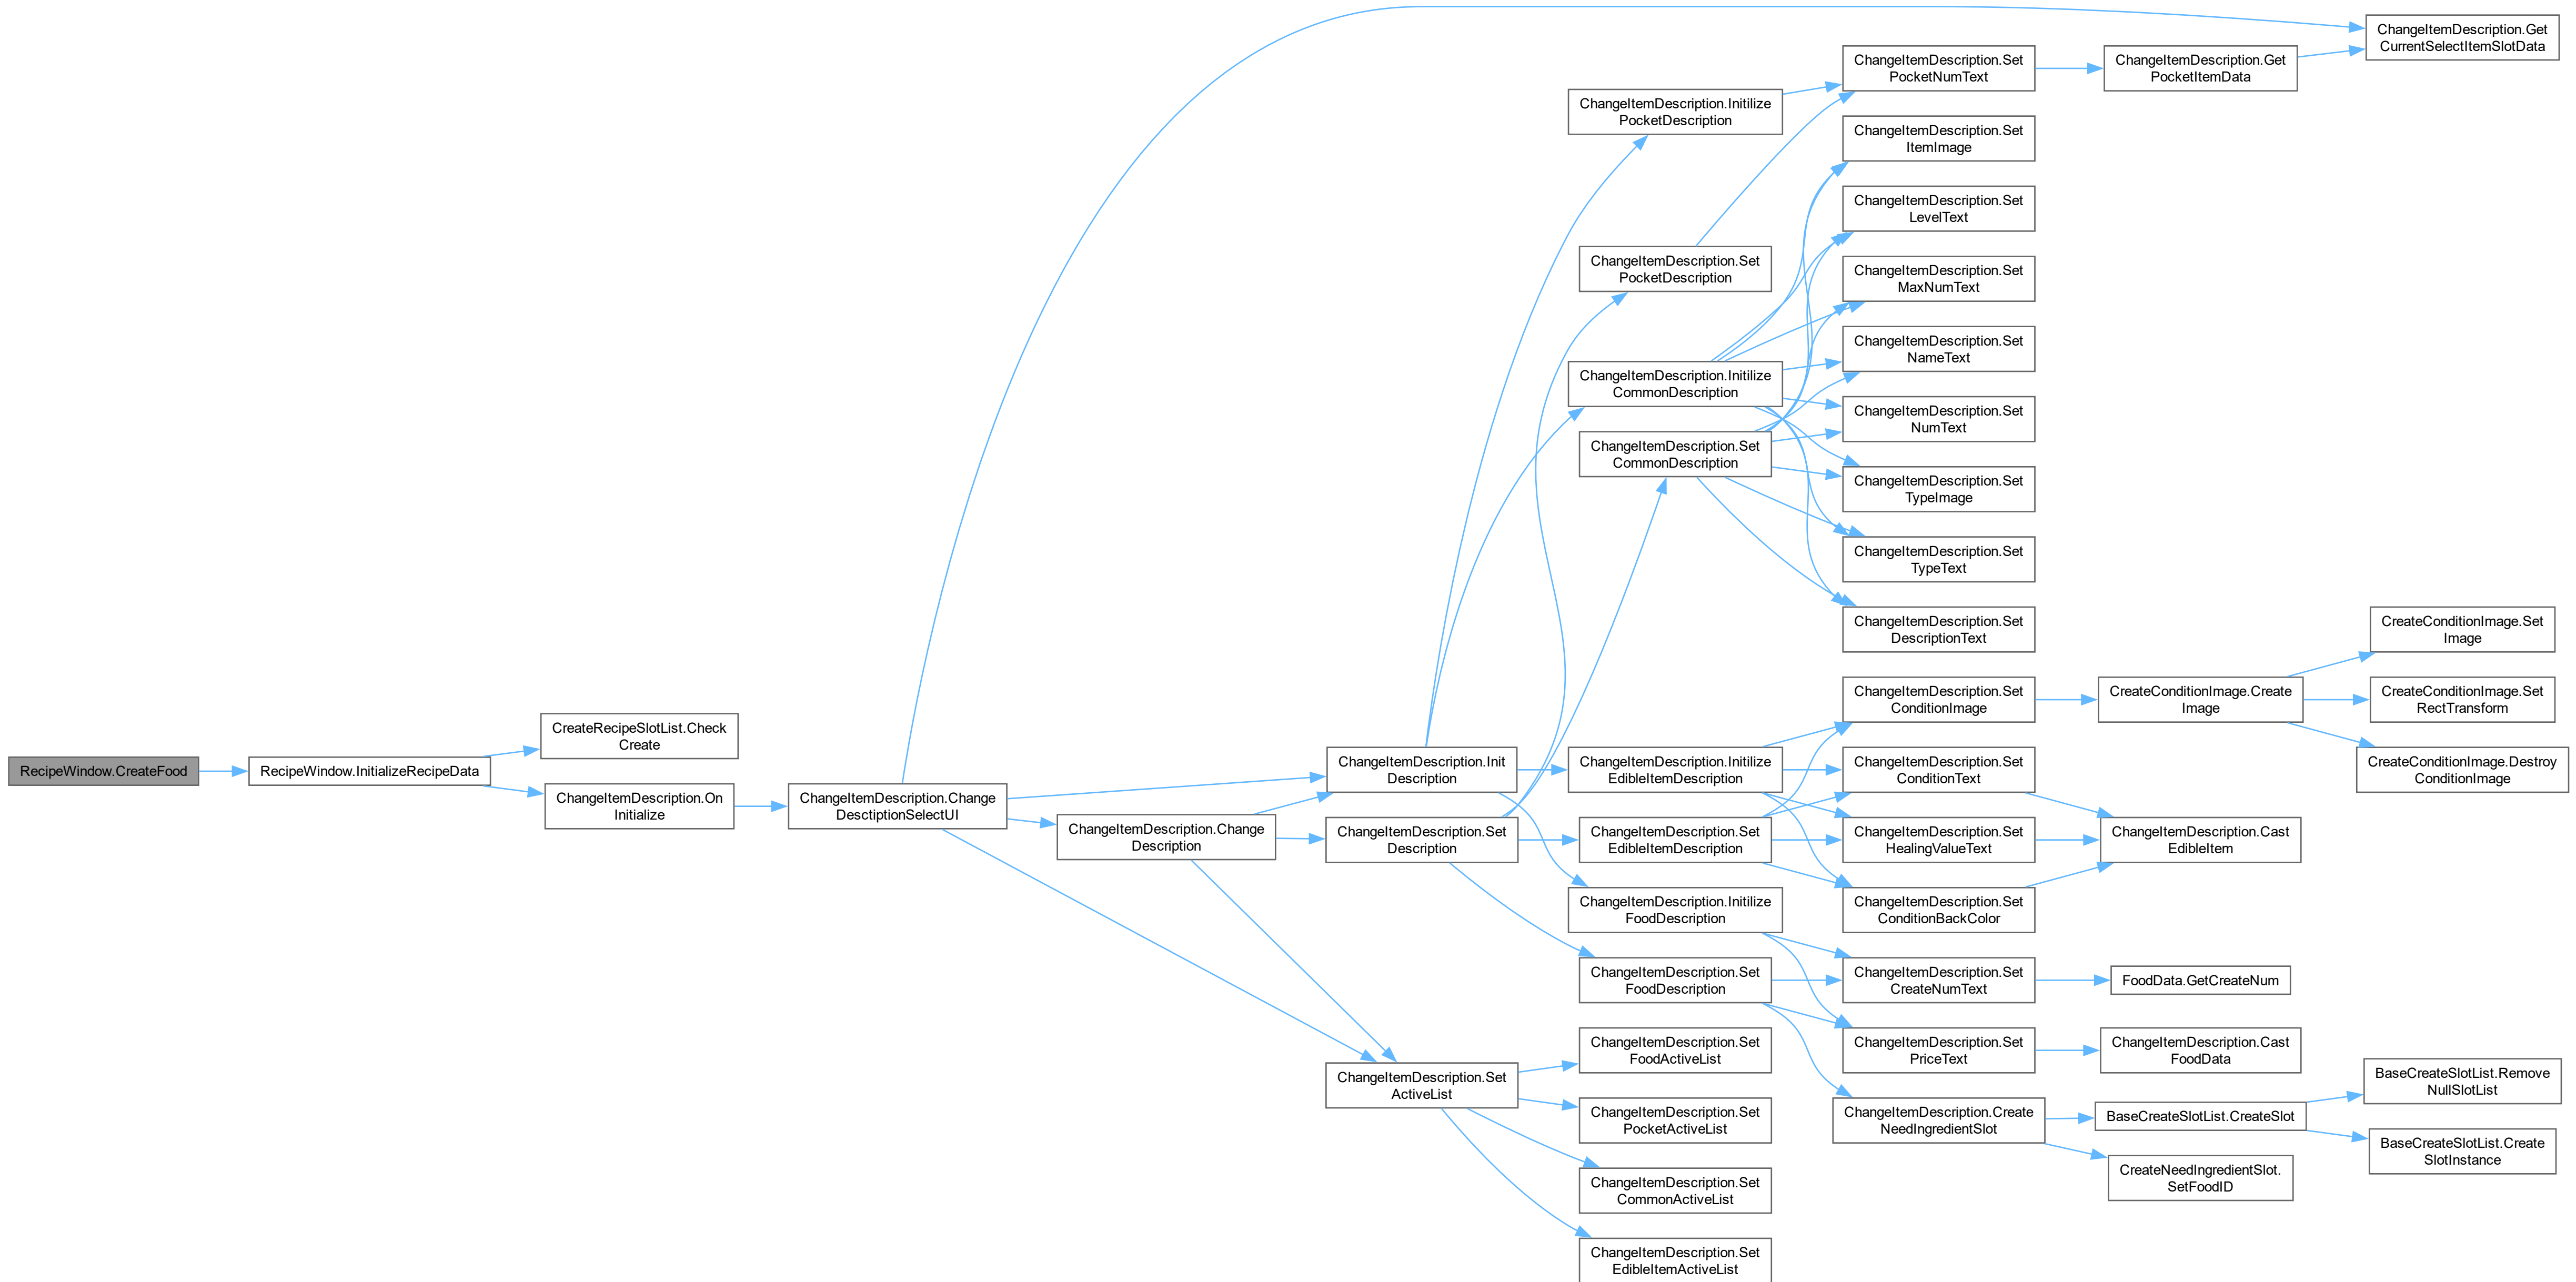 RecipeWindow.CreateFood
RecipeWindow.InitializeRecipeData
CreateRecipeSlotList.Check
Create
ChangeItemDescription.On
Initialize
ChangeItemDescription.Change
DesctiptionSelectUI
ChangeItemDescription.Change
Description
ChangeItemDescription.Init
Description
ChangeItemDescription.Set
Description
ChangeItemDescription.Set
ActiveList
ChangeItemDescription.Initilize
PocketDescription
ChangeItemDescription.Set
PocketDescription
ChangeItemDescription.Initilize
CommonDescription
ChangeItemDescription.Set
CommonDescription
ChangeItemDescription.Initilize
EdibleItemDescription
ChangeItemDescription.Set
EdibleItemDescription
ChangeItemDescription.Initilize
FoodDescription
ChangeItemDescription.Set
FoodDescription
ChangeItemDescription.Set
FoodActiveList
ChangeItemDescription.Set
PocketActiveList
ChangeItemDescription.Set
CommonActiveList
ChangeItemDescription.Set
EdibleItemActiveList
ChangeItemDescription.Set
PocketNumText
ChangeItemDescription.Set
ItemImage
ChangeItemDescription.Set
LevelText
ChangeItemDescription.Set
MaxNumText
ChangeItemDescription.Set
NameText
ChangeItemDescription.Set
NumText
ChangeItemDescription.Set
TypeImage
ChangeItemDescription.Set
TypeText
ChangeItemDescription.Set
DescriptionText
ChangeItemDescription.Set
ConditionImage
ChangeItemDescription.Set
ConditionText
ChangeItemDescription.Set
HealingValueText
ChangeItemDescription.Set
ConditionBackColor
ChangeItemDescription.Set
CreateNumText
ChangeItemDescription.Set
PriceText
ChangeItemDescription.Create
NeedIngredientSlot
ChangeItemDescription.Get
PocketItemData
CreateConditionImage.Create
Image
ChangeItemDescription.Cast
EdibleItem
FoodData.GetCreateNum
ChangeItemDescription.Cast
FoodData
BaseCreateSlotList.CreateSlot
CreateNeedIngredientSlot.
SetFoodID
ChangeItemDescription.Get
CurrentSelectItemSlotData
CreateConditionImage.Set
Image
CreateConditionImage.Set
RectTransform
CreateConditionImage.Destroy
ConditionImage
BaseCreateSlotList.Remove
NullSlotList
BaseCreateSlotList.Create
SlotInstance